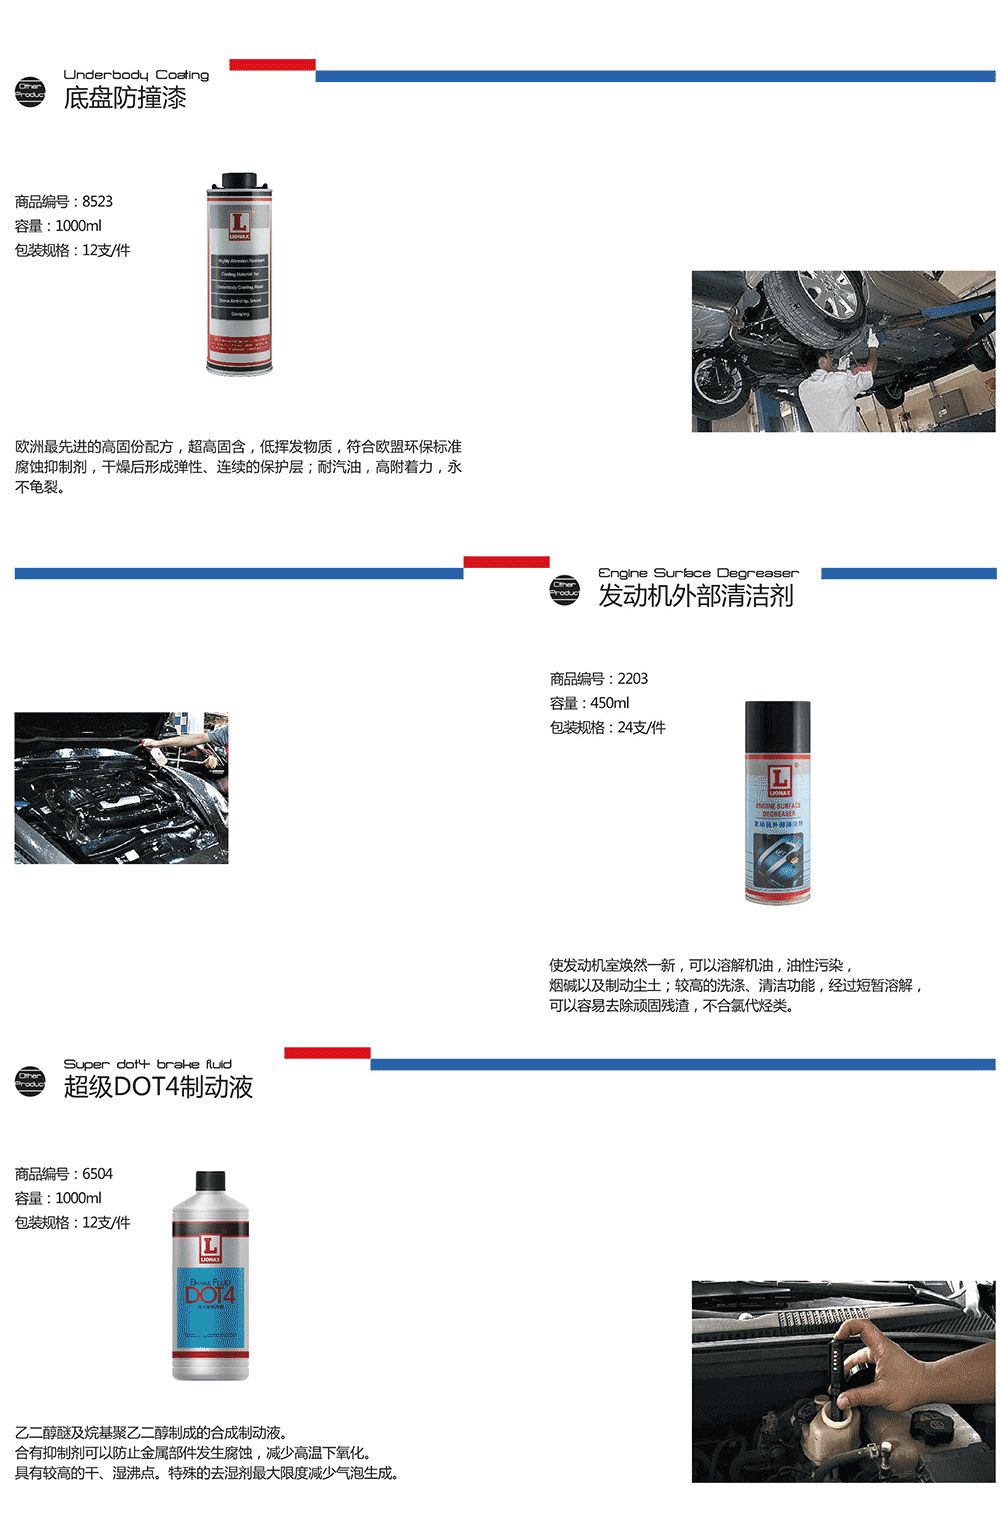 Underbody Coating
Other
Product
底盘防撞漆
商品编号：8523
容量：1000ml
包装规格：12支/件
L
LIONAX
Highly Abrasion Resistant
Coating Material for
Underbody Coating, Road
Stone Anti-chip, Sound
Damping
欧洲最先进的高固份配方，超高固含，低挥发物质，符合欧盟环保标准
腐蚀抑制剂，干燥后形成弹性、连续的保护层；耐汽油，高附着力，永
不龟裂。
Engine Surface Degreaser
Other
Product
发动机外部清洁剂
商品编号：2203
容量：450ml
包装规格：24支/件
L
LIONAX
ENGINE SURFACE
DEGREASER
发动机外部清洁剂
使发动机室焕然一新，可以溶解机油，油性污染，
烟碱以及制动尘土；较高的洗涤、清洁功能，经过短暂溶解，
可以容易去除顽固残渣，不含氯代烃类。
Super dot4 brake fluid
Other
Product
超级DOT4制动液
商品编号：6504
容量：1000ml
包装规格：12支/件
L
LIONAX
Brake Fluid
DOT4
乙二醇醚及烷基聚乙二醇制成的合成制动液。
含有抑制剂可以防止金属部件发生腐蚀，减少高温下氧化。
具有较高的干、湿沸点。特殊的去湿剂最大限度减少气泡生成。